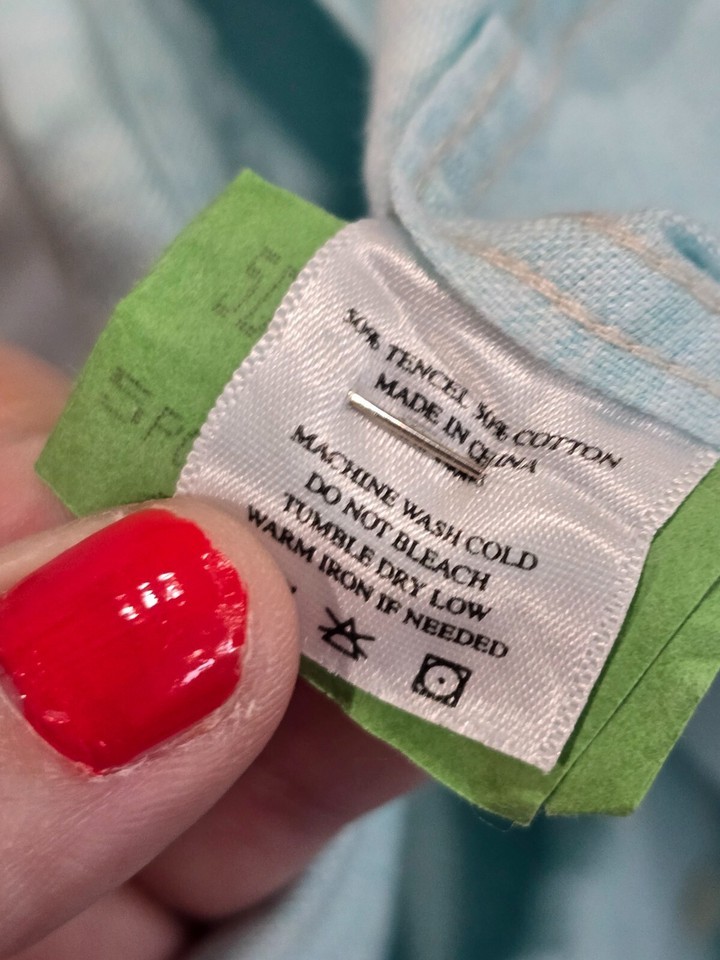 50% TENCEL 50% COTTON
MADE IN CHINA
MACHINE WASH COLD
DO NOT BLEACH
TUMBLE DRY LOW
WARM IRON IF NEEDED